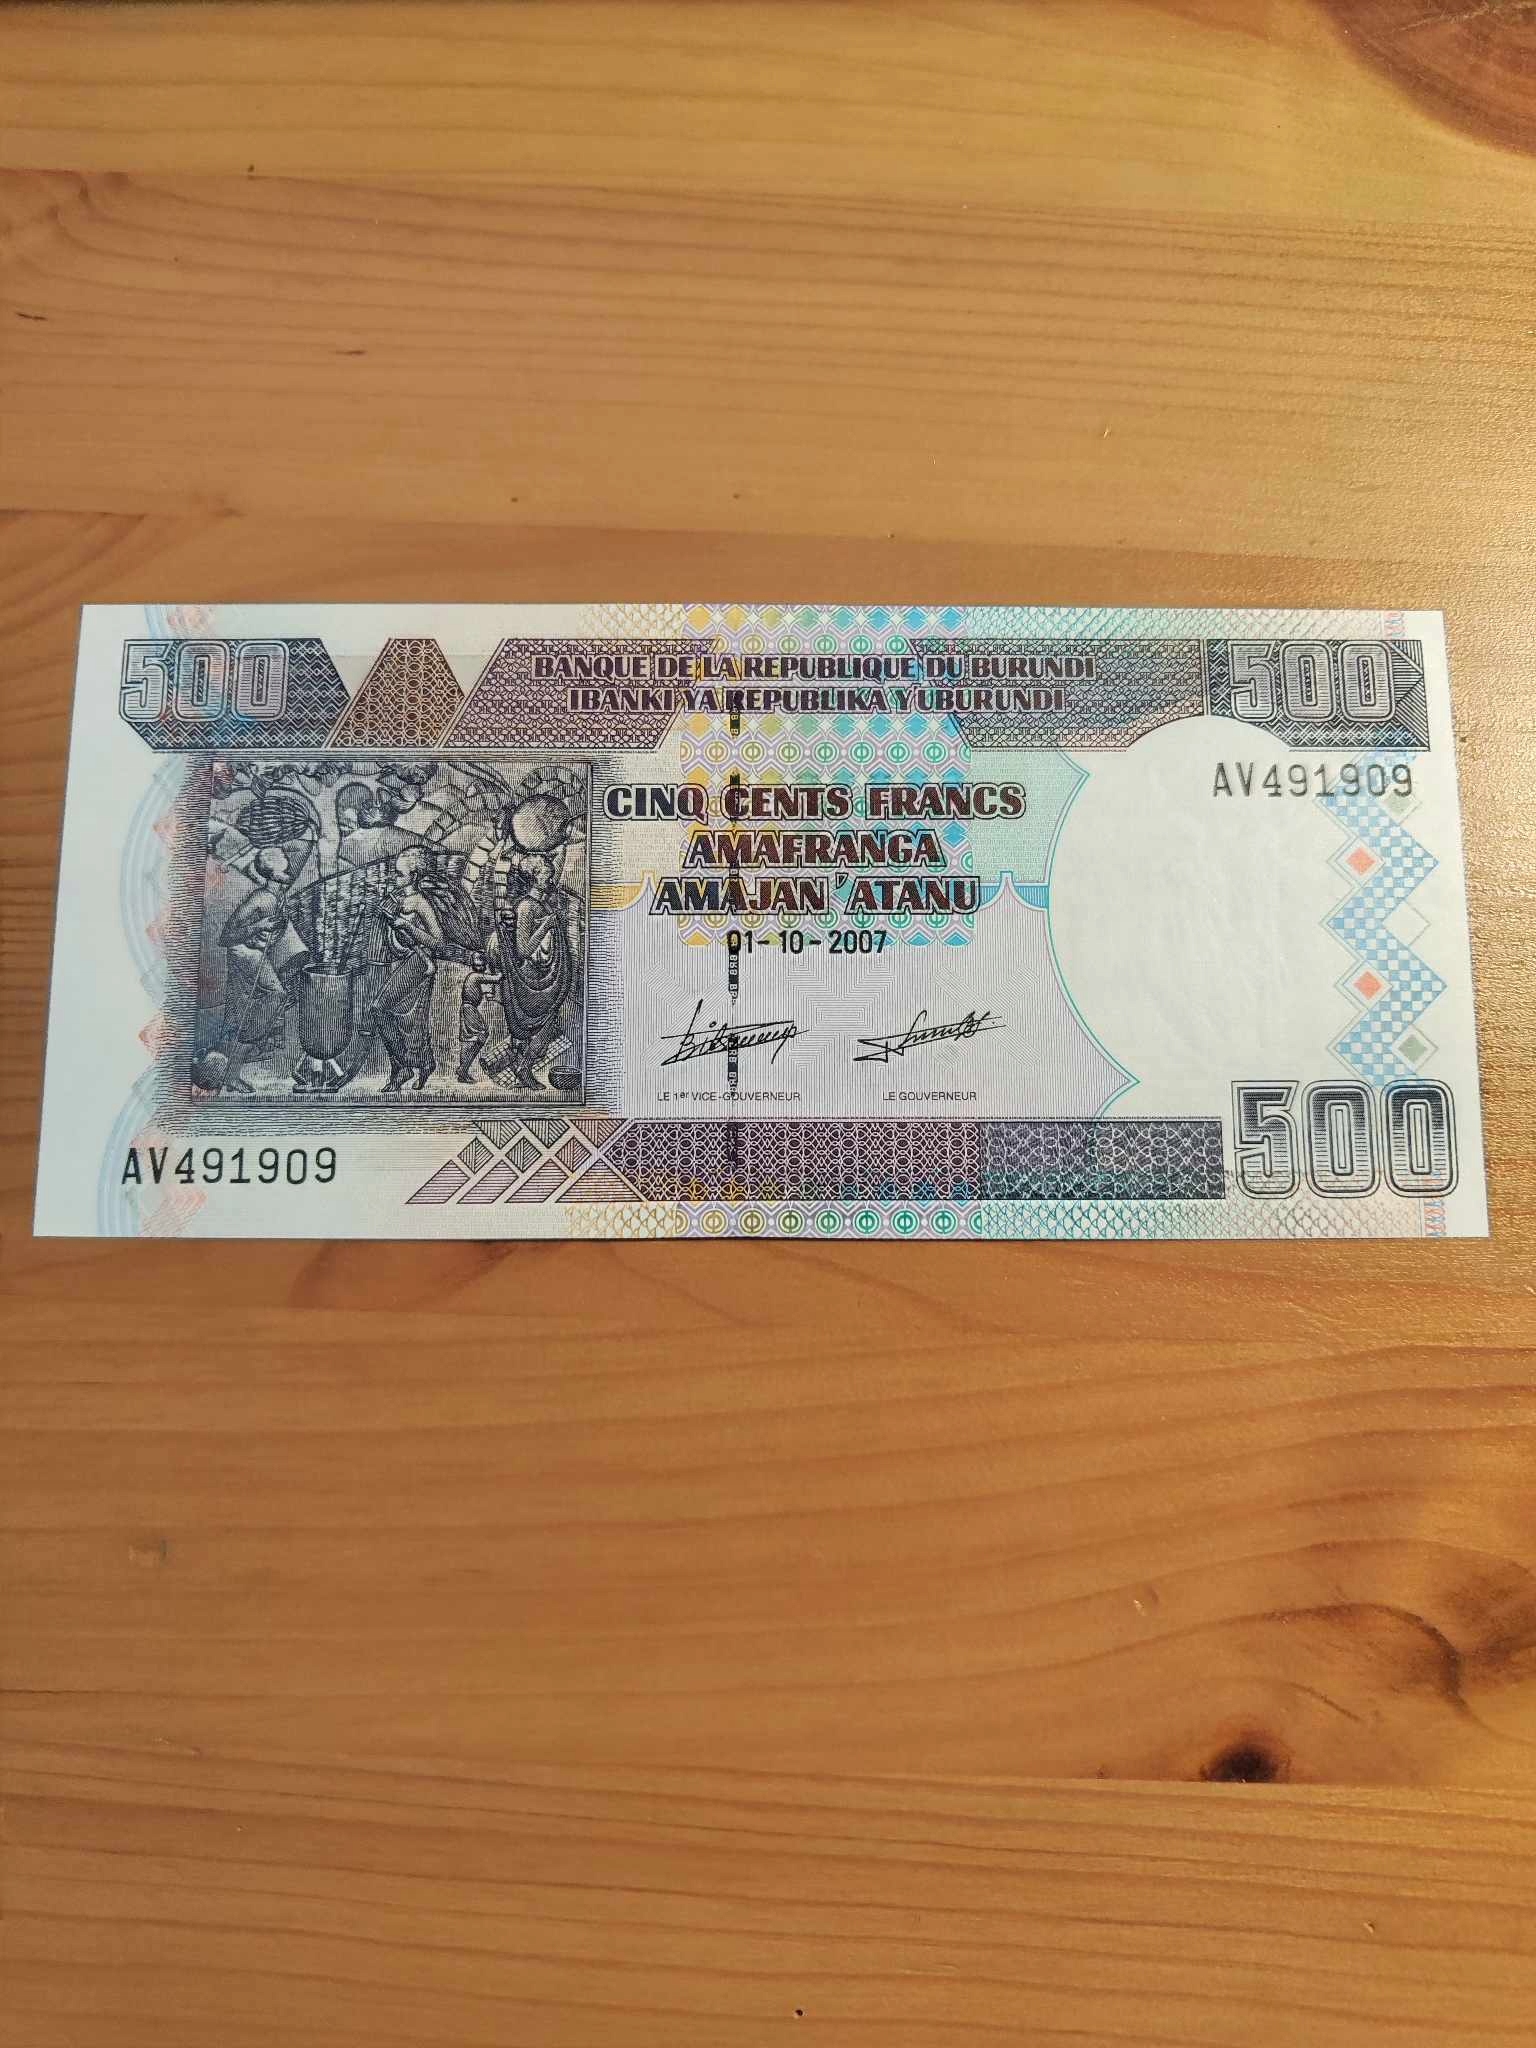 500
BANQUE DE LA REPUBLIQUE DU BURUNDI
500
IBANKI YA REPUBLIKA Y'UBURUNDI
AV491909
CINQ CENTS FRANCS
AMAFRANGA
AMAJAN'ATANU
01-10-2007
LE 1er VICE-GOUVERNEUR
LE GOUVERNEUR
500
AV491909